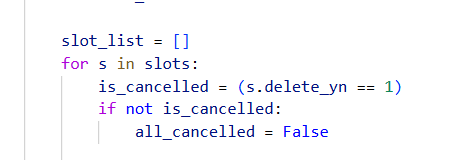 slot_list = []
for s in slots:
    is_cancelled = (s.delete_yn == 1)
    if not is_cancelled:
        all_cancelled = False